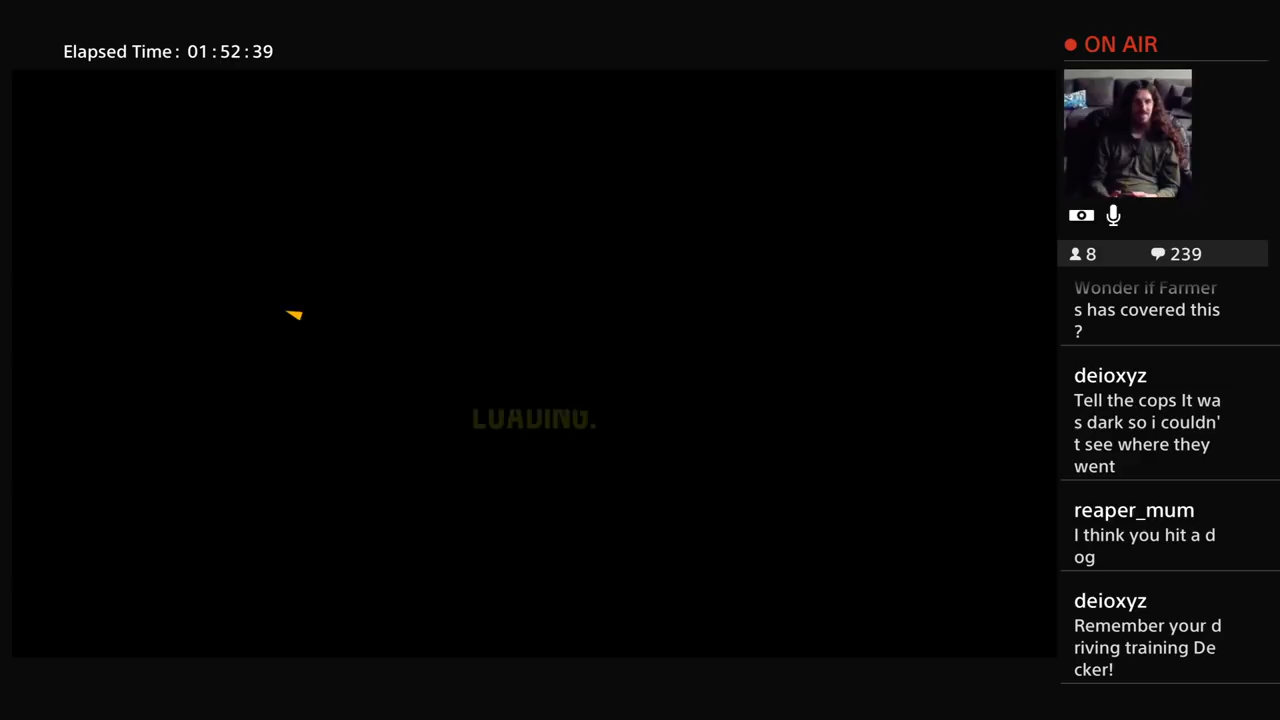 Elapsed Time: 01:52:39
ON AIR
8 239
Wonder if Farmer
s has covered this
?
deioxyz
Tell the cops It wa
s dark so i couldn'
t see where they
went
reaper_mum
I think you hit a d
og
deioxyz
Remember your d
riving training De
cker!
LOADING.